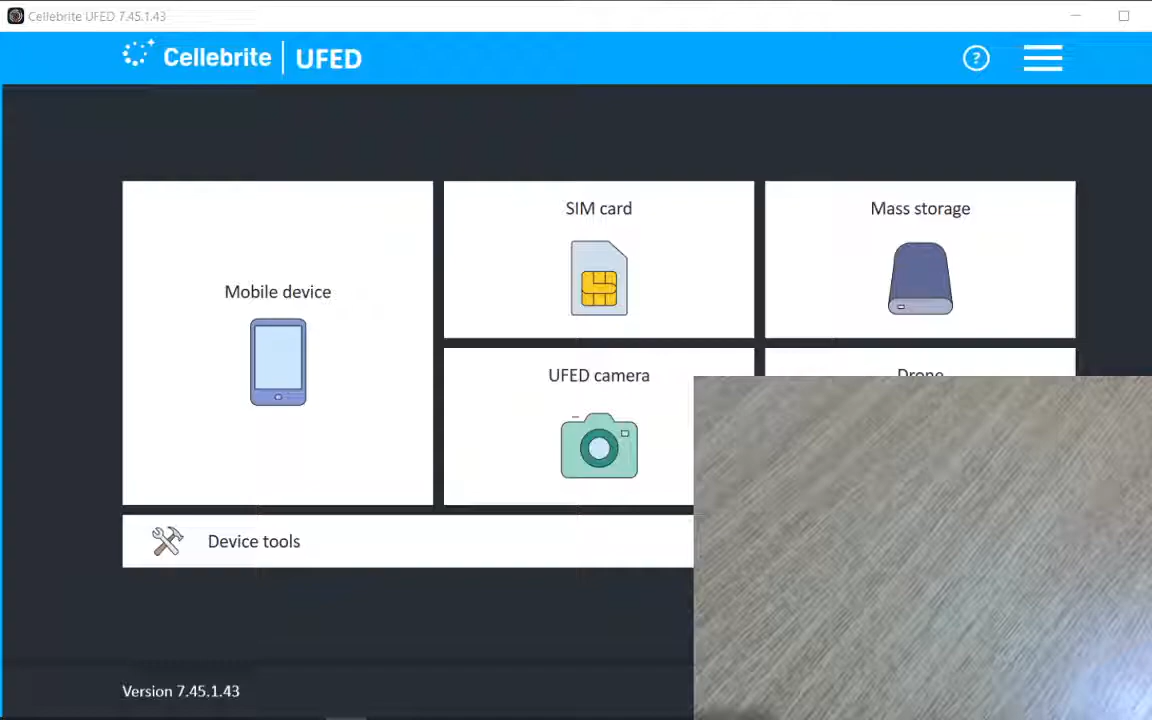 Cellebrite UFED 7.45.1.43
Cellebrite | UFED
?
Mobile device
SIM card
Mass storage
UFED camera
Drone
Device tools
Version 7.45.1.43